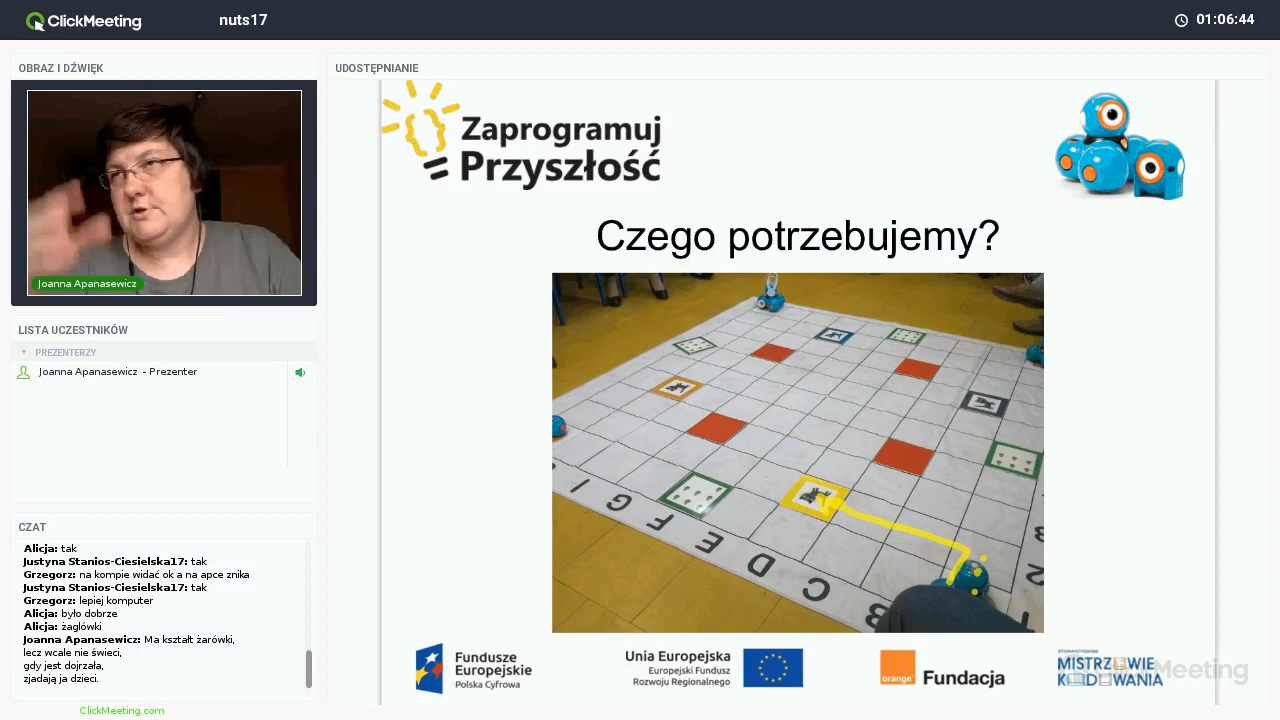 ClickMeeting
nuts17
01:06:44
OBRAZ I DŹWIĘK
Joanna Apanasewicz
LISTA UCZESTNIKÓW
PREZENTERZY
Joanna Apanasewicz - Prezenter
CZAT
Alicja: tak
Justyna Stanios-Ciesielska17: tak
Grzegorz: na kompie widać ok a na apce znika
Justyna Stanios-Ciesielska17: tak
Grzegorz: lepiej komputer
Alicja: było dobrze
Alicja: żaglówki
Joanna Apanasewicz: Ma kształt żarówki,
lecz wcale nie świeci,
gdy jest dojrzała,
zjadają ja dzieci.
ClickMeeting.com
UDOSTĘPNIANIE
Zaprogramuj
Przyszłość
Czego potrzebujemy?
I G F E D C B
2
Fundusze
Europejskie
Polska Cyfrowa
Unia Europejska
Europejski Fundusz
Rozwoju Regionalnego
orange
Fundacja
STOWARZYSZENIE
MISTRZOWIE
KODOWANIA
ClickMeeting